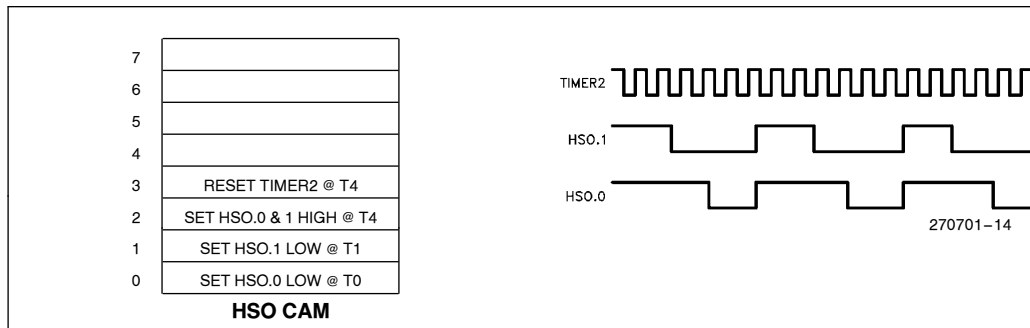 7
6
5
4
3 RESET TIMER2 @ T4
2 SET HSO.0 & 1 HIGH @ T4
1 SET HSO.1 LOW @ T1
0 SET HSO.0 LOW @ T0
HSO CAM
TIMER2
HSO.1
HSO.0
270701–14